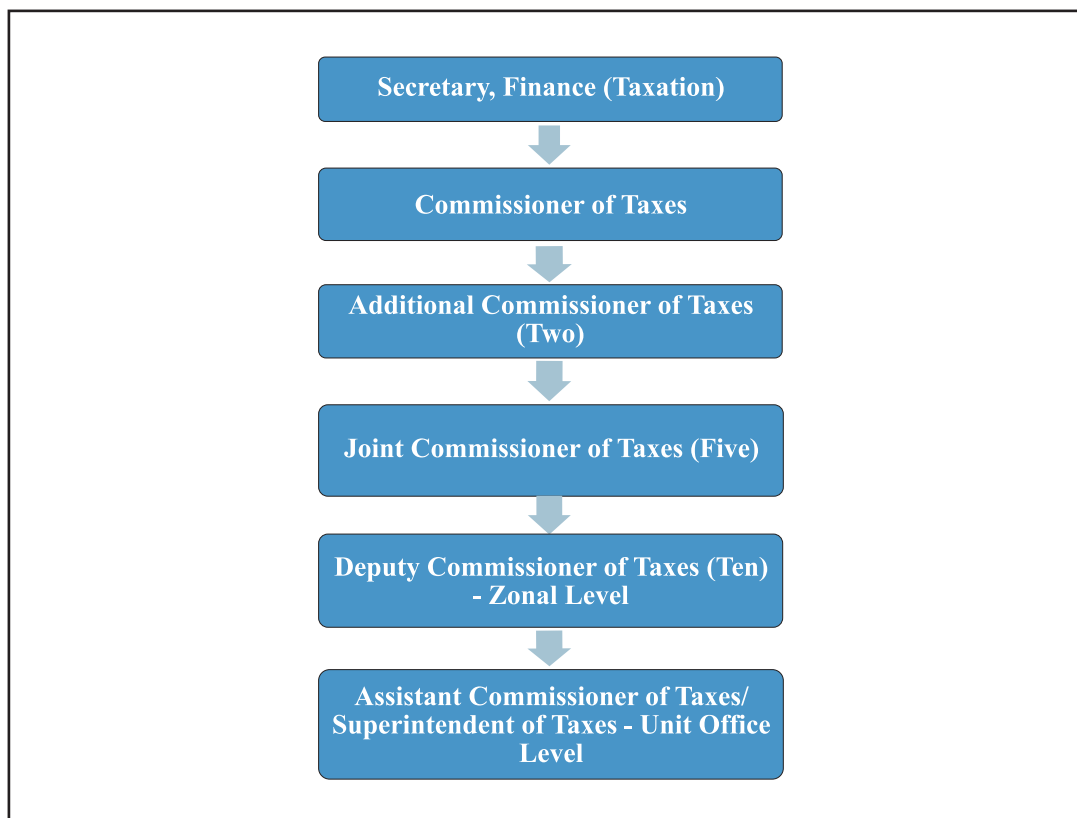 Secretary, Finance (Taxation)
Commissioner of Taxes
Additional Commissioner of Taxes
(Two)
Joint Commissioner of Taxes (Five)
Deputy Commissioner of Taxes (Ten)
- Zonal Level
Assistant Commissioner of Taxes/
Superintendent of Taxes - Unit Office
Level